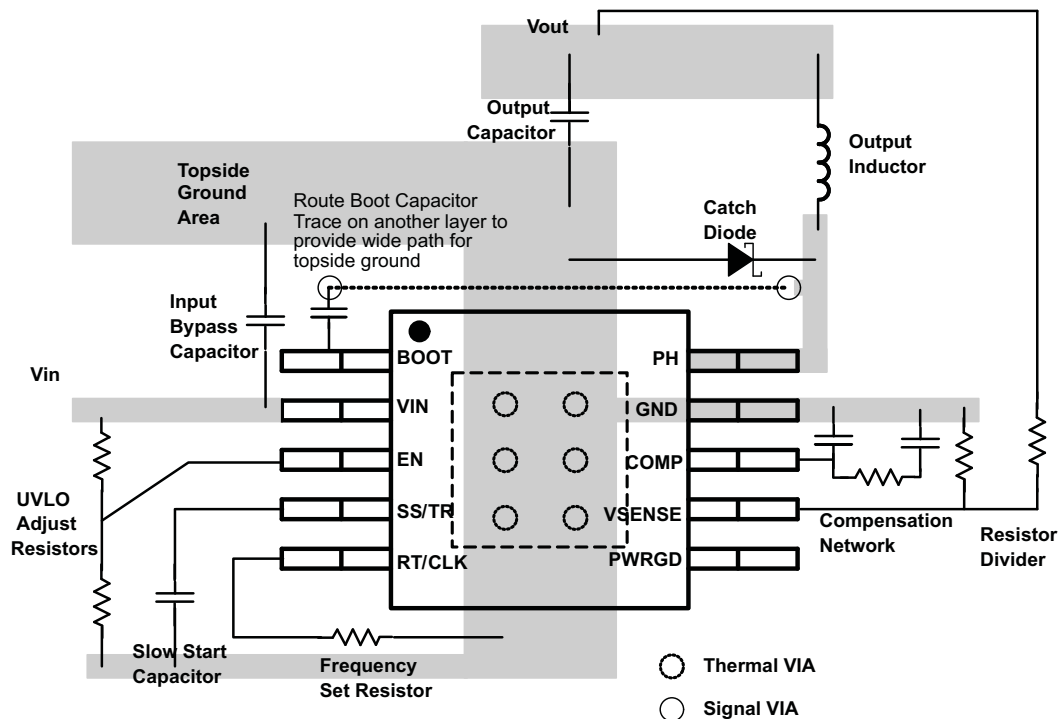 Vout
Output
Capacitor
Output
Inductor
Topside
Ground
Area
Route Boot Capacitor
Trace on another layer to
provide wide path for
topside ground
Catch
Diode
Input
Bypass
Capacitor
Vin
BOOT
VIN
EN
SS/TR
RT/CLK
PH
GND
COMP
VSENSE
PWRGD
UVLO
Adjust
Resistors
Compensation
Network
Resistor
Divider
Slow Start
Capacitor
Frequency
Set Resistor
Thermal VIA
Signal VIA